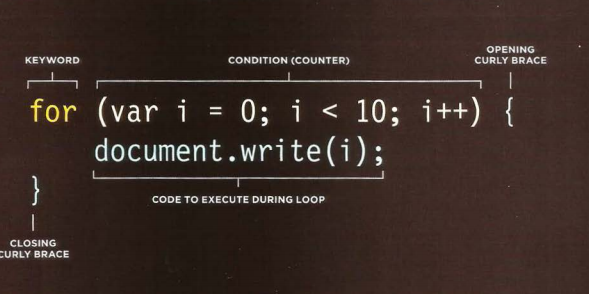 OPENING
KEYWORD CONDITION (COUNTER) CURLY BRACE
for (var i = 0; i < 10; i++) {
document.write(i);
}
CODE TO EXECUTE DURING LOOP
CLOSING
CURLY BRACE